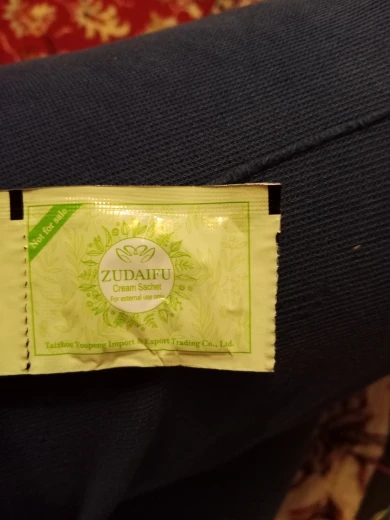 Not for sale
ZUDAIFU
Cream Sachet
For external use only
Taizhou Youpeng Import & Export Trading Co., Ltd.